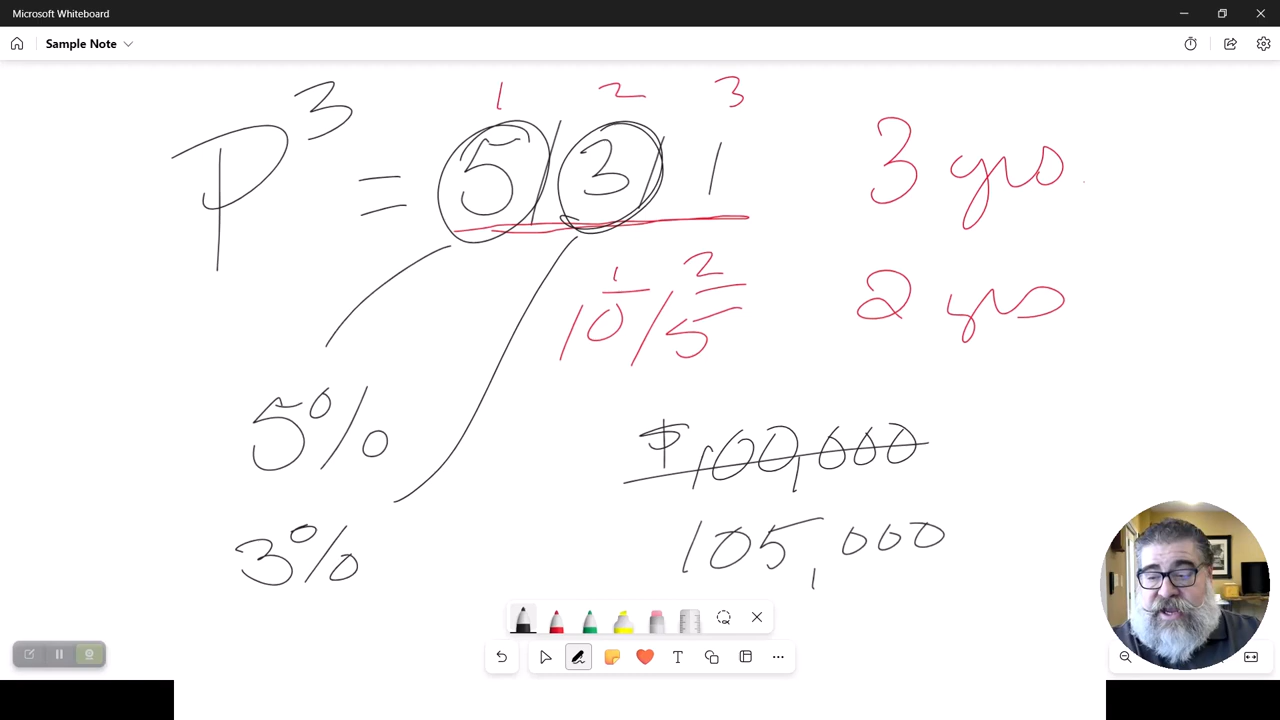 Microsoft Whiteboard
Sample Note
1 2 3
P³ = 5/3/1
3 yrs.
1 2
10/5
2 yrs
5%
$100,000
3%
105,000